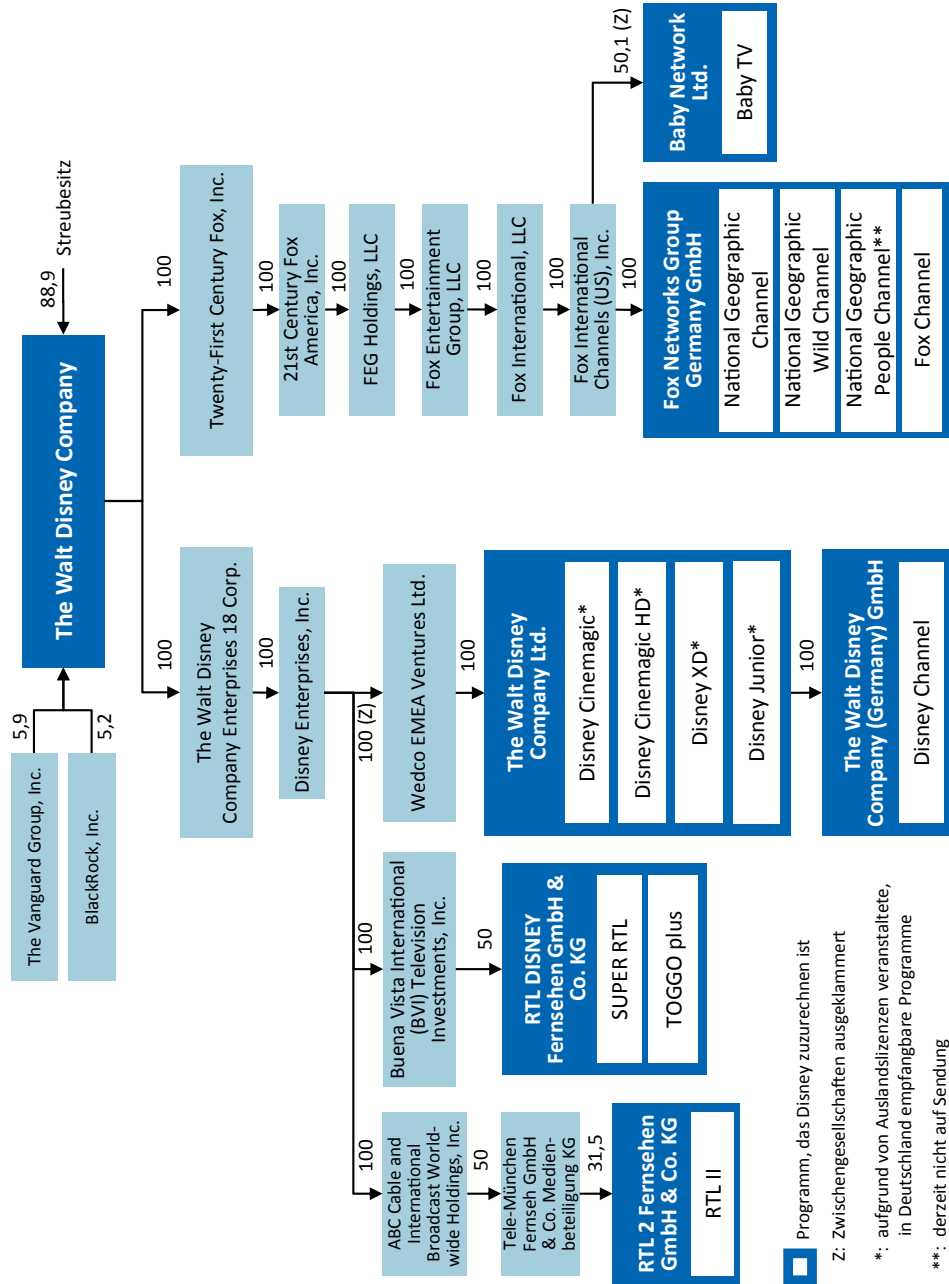 The Vanguard Group, Inc.
5,9
BlackRock, Inc.
5,2
The Walt Disney Company
88,9
Streubesitz
100
The Walt Disney
Company Enterprises 18 Corp.
100
Disney Enterprises, Inc.
100
ABC Cable and
International
Broadcast World-
wide Holdings, Inc.
50
Tele-München
Fernseh GmbH
& Co. Medien-
beteiligung KG
31,5
RTL 2 Fernsehen
GmbH & Co. KG
RTL II
100
Buena Vista International
(BVI) Television
Investments, Inc.
50
RTL DISNEY
Fernsehen GmbH &
Co. KG
SUPER RTL
TOGGO plus
100 (Z)
Wedco EMEA Ventures Ltd.
100
The Walt Disney
Company Ltd.
Disney Cinemagic*
Disney Cinemagic HD*
Disney XD*
Disney Junior*
100
The Walt Disney
Company (Germany) GmbH
Disney Channel
100
Twenty-First Century Fox, Inc.
100
21st Century Fox
America, Inc.
100
FEG Holdings, LLC
100
Fox Entertainment
Group, LLC
100
Fox International, LLC
100
Fox International
Channels (US), Inc.
100
Fox Networks Group
Germany GmbH
National Geographic
Channel
National Geographic
Wild Channel
National Geographic
People Channel**
Fox Channel
50,1 (Z)
Baby Network
Ltd.
Baby TV
Programm, das Disney zuzurechnen ist
Z: Zwischengesellschaften ausgeklammert
*: aufgrund von Auslandslizenzen veranstaltete,
in Deutschland empfangbare Programme
**: derzeit nicht auf Sendung